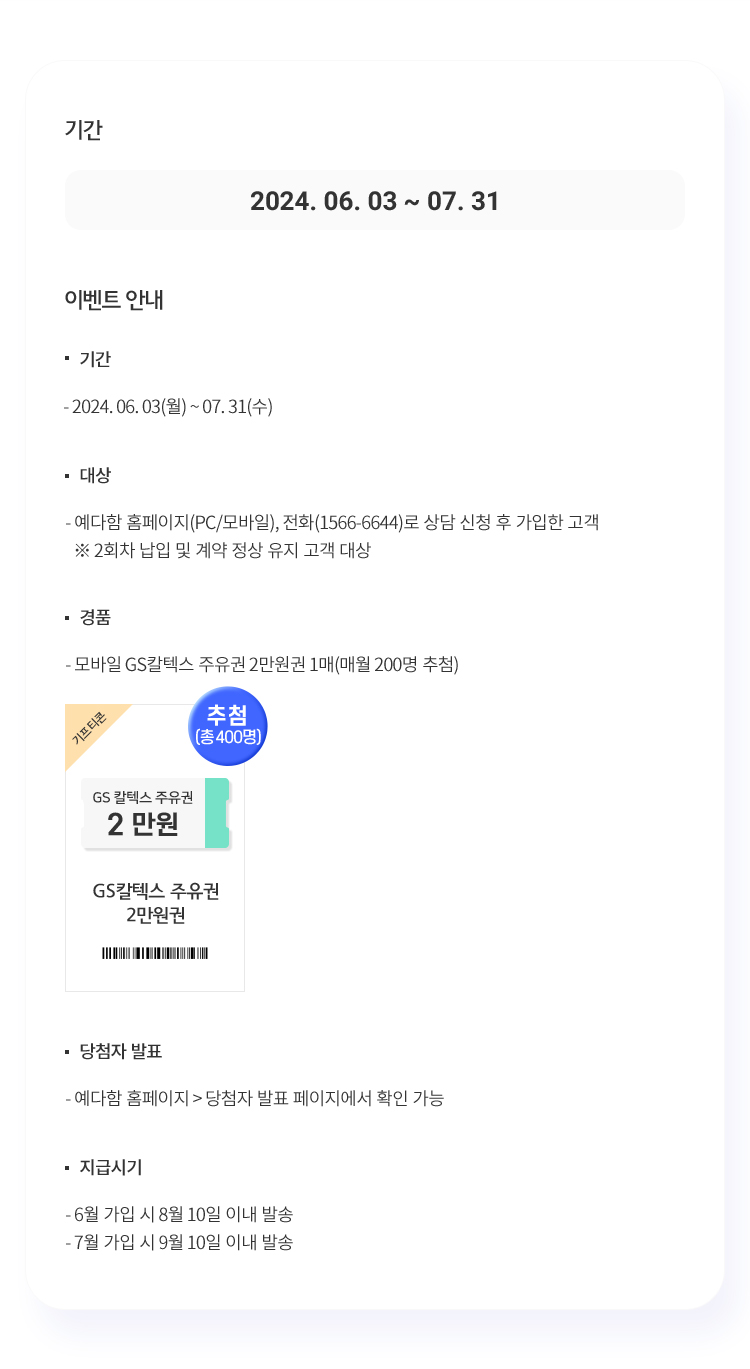 기간
2024. 06. 03 ~ 07. 31
이벤트 안내
▪ 기간
- 2024. 06. 03(월) ~ 07. 31(수)
▪ 대상
- 예다함 홈페이지(PC/모바일), 전화(1566-6644)로 상담 신청 후 가입한 고객
※ 2회차 납입 및 계약 정상 유지 고객 대상
▪ 경품
- 모바일 GS칼텍스 주유권 2만원권 1매(매월 200명 추첨)
기프티콘
추첨
(총400명)
GS 칼텍스 주유권
2 만원
GS칼텍스 주유권
2만원권
▪ 당첨자 발표
- 예다함 홈페이지 > 당첨자 발표 페이지에서 확인 가능
▪ 지급시기
- 6월 가입 시 8월 10일 이내 발송
- 7월 가입 시 9월 10일 이내 발송